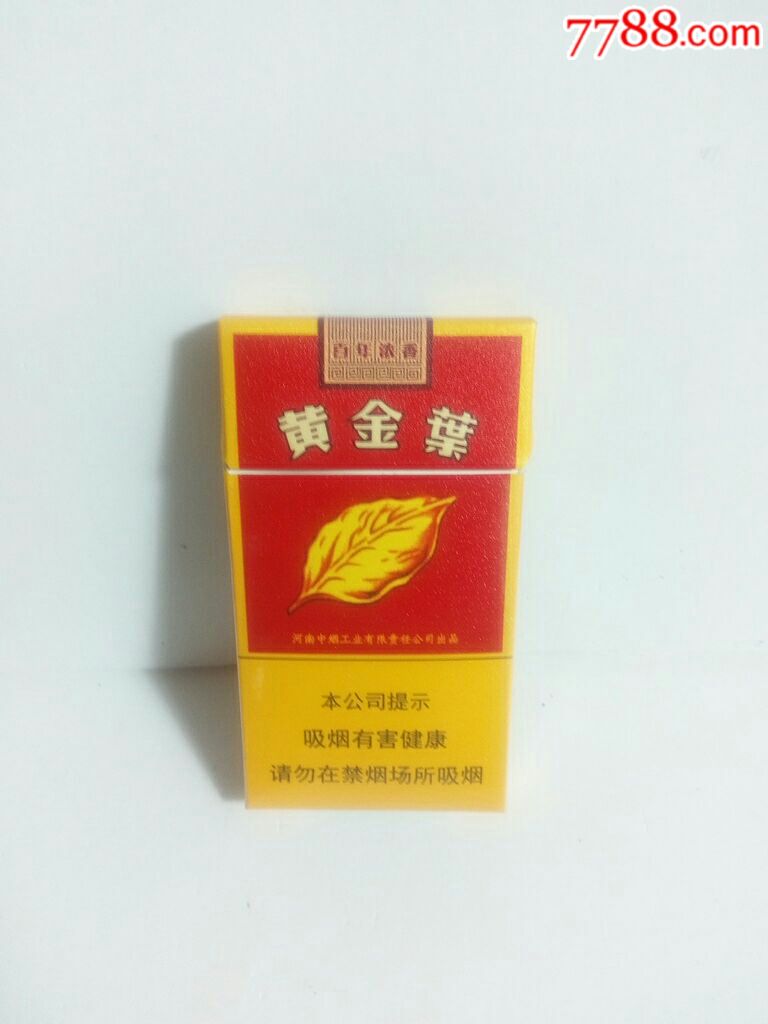 7788.com
百年浓香
黄金葉
河南中烟工业有限责任公司出品
本公司提示
吸烟有害健康
请勿在禁烟场所吸烟